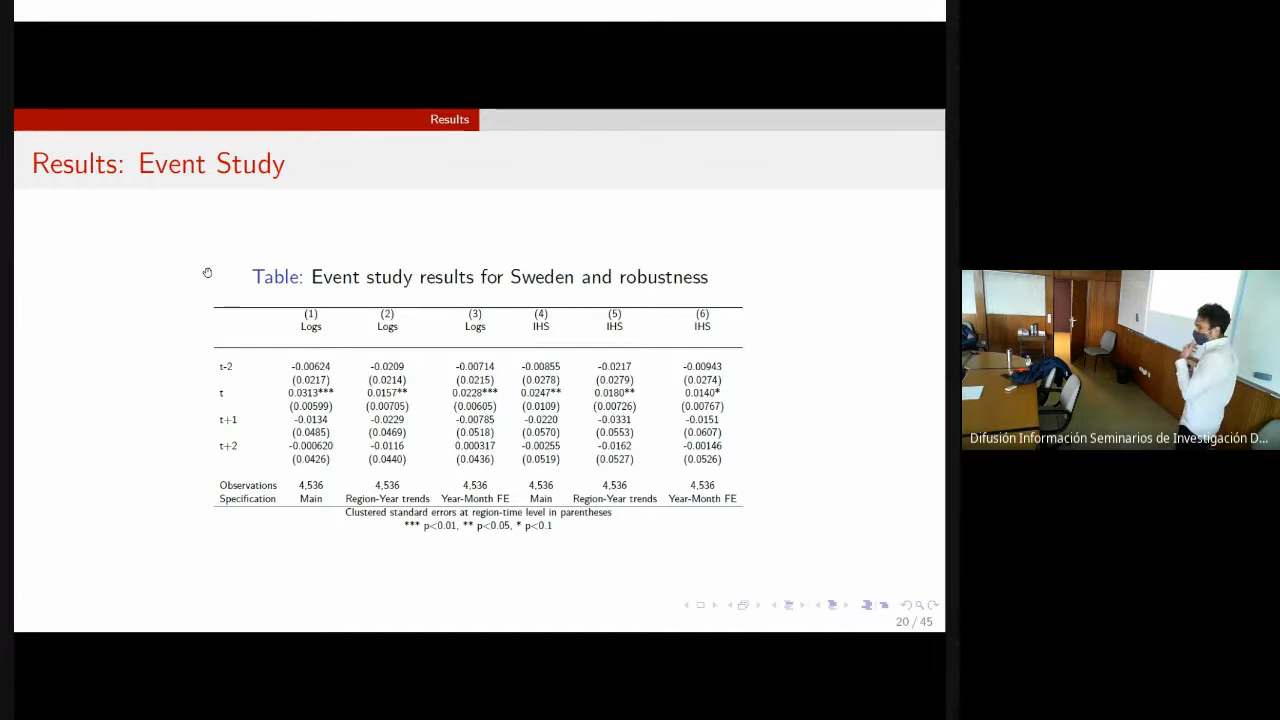 Results
Results: Event Study
Table: Event study results for Sweden and robustness
(1) (2) (3) (4) (5) (6)
Logs Logs Logs IHS IHS IHS
t-2 -0.00624 -0.0209 -0.00714 -0.00855 -0.0217 -0.00943
(0.0217) (0.0214) (0.0215) (0.0278) (0.0279) (0.0274)
t 0.0313*** 0.0157** 0.0228*** 0.0247** 0.0180** 0.0140*
(0.00599) (0.00705) (0.00605) (0.0109) (0.00726) (0.00767)
t+1 -0.0134 -0.0229 -0.00785 -0.0220 -0.0331 -0.0151
(0.0485) (0.0469) (0.0518) (0.0570) (0.0553) (0.0607)
t+2 -0.000620 -0.0116 0.000317 -0.00255 -0.0162 -0.00146
(0.0426) (0.0440) (0.0436) (0.0519) (0.0527) (0.0526)
Observations 4,536 4,536 4,536 4,536 4,536 4,536
Specification Main Region-Year trends Year-Month FE Main Region-Year trends Year-Month FE
Clustered standard errors at region-time level in parentheses
*** p<0.01, ** p<0.05, * p<0.1
20 / 45
Difusión Información Seminarios de Investigación D...